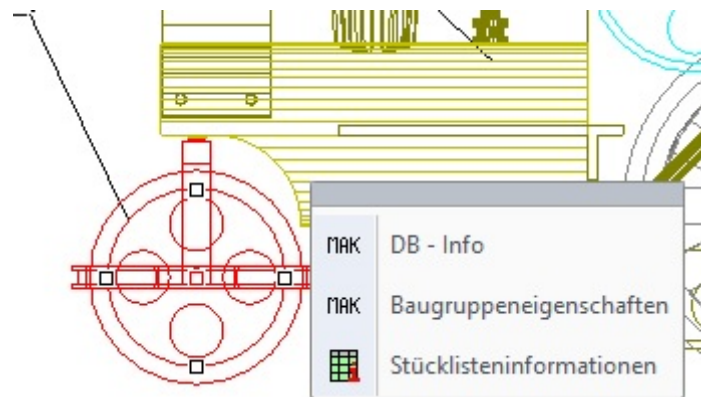 MAK DB - Info
MAK Baugruppeneigenschaften
Stücklisteninformationen